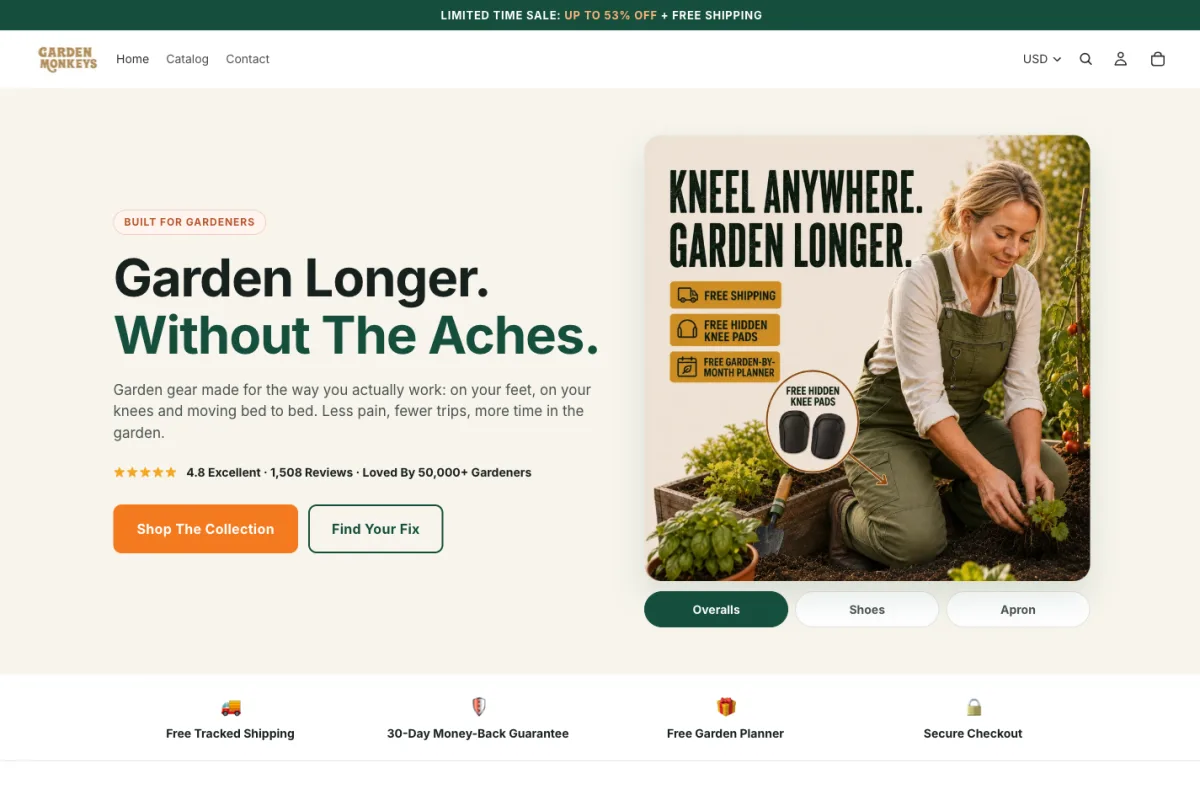 LIMITED TIME SALE: UP TO 53% OFF + FREE SHIPPING
GARDEN
MONKEYS
Home
Catalog
Contact
USD
BUILT FOR GARDENERS
Garden Longer.
Without The Aches.
Garden gear made for the way you actually work: on your feet, on your
knees and moving bed to bed. Less pain, fewer trips, more time in the
garden.
4.8 Excellent · 1,508 Reviews · Loved By 50,000+ Gardeners
Shop The Collection
Find Your Fix
KNEEL ANYWHERE.
GARDEN LONGER.
FREE SHIPPING
FREE HIDDEN
KNEE PADS
FREE GARDEN-BY-
MONTH PLANNER
FREE HIDDEN
KNEE PADS
Overalls
Shoes
Apron
Free Tracked Shipping
30-Day Money-Back Guarantee
Free Garden Planner
Secure Checkout